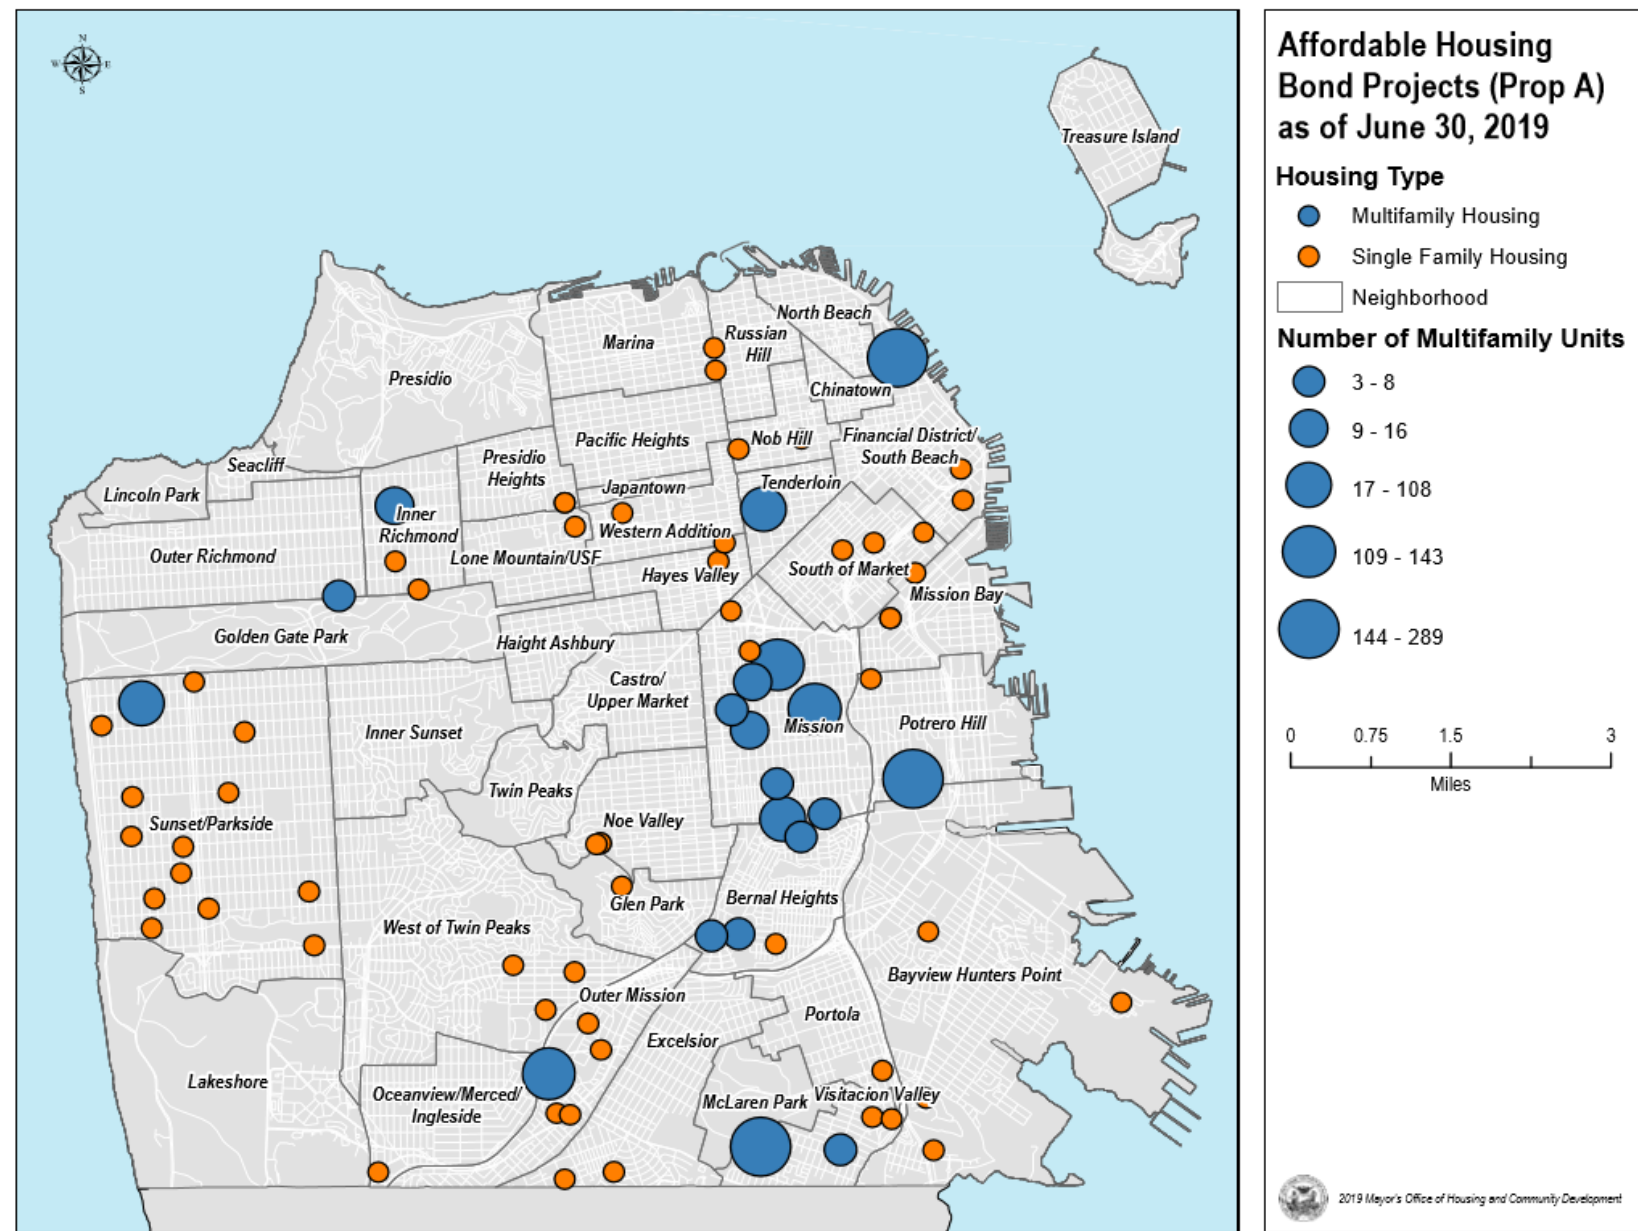 N
W E
S
Treasure Island
North Beach
Russian
Hill
Marina
Presidio
Chinatown
Pacific Heights
Nob Hill
Financial District/
South Beach
Presidio
Heights
Seacliff
Lincoln Park
Japantown
Tenderloin
Inner
Richmond
Western Addition
Outer Richmond
Lone Mountain/USF
South of Market
Hayes Valley
Mission Bay
Golden Gate Park
Haight Ashbury
Castro/
Upper Market
Inner Sunset
Mission
Potrero Hill
Twin Peaks
Noe Valley
Sunset/Parkside
Glen Park
Bernal Heights
West of Twin Peaks
Bayview Hunters Point
Outer Mission
Portola
Excelsior
Lakeshore
Oceanview/Merced/
Ingleside
McLaren Park
Visitacion Valley
Affordable Housing
Bond Projects (Prop A)
as of June 30, 2019
Housing Type
Multifamily Housing
Single Family Housing
Neighborhood
Number of Multifamily Units
3 - 8
9 - 16
17 - 108
109 - 143
144 - 289
0 0.75 1.5 3
Miles
2019 Mayor's Office of Housing and Community Development